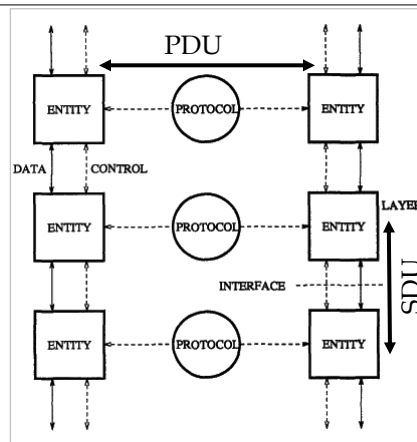 PDU
ENTITY PROTOCOL ENTITY
DATA CONTROL
LAYER
ENTITY PROTOCOL ENTITY
INTERFACE
SDU
ENTITY PROTOCOL ENTITY